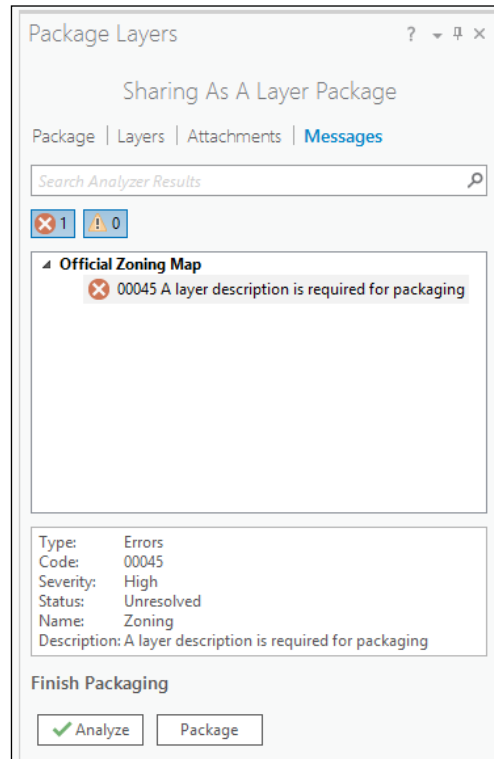 Package Layers ?
Sharing As A Layer Package
Package | Layers | Attachments | Messages
Search Analyzer Results
1 0
Official Zoning Map
00045 A layer description is required for packaging
Type: Errors
Code: 00045
Severity: High
Status: Unresolved
Name: Zoning
Description: A layer description is required for packaging
Finish Packaging
Analyze Package